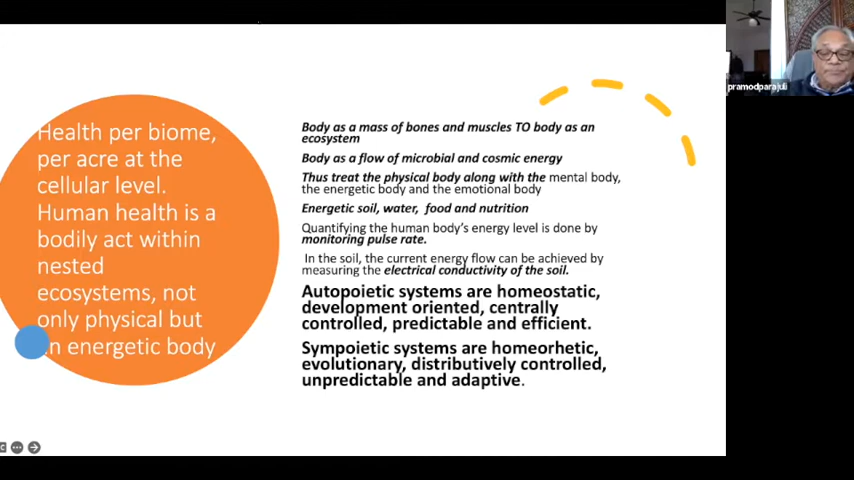 Health per biome,
per acre at the
cellular level.
Human health is a
bodily act within
nested
ecosystems, not
only physical but
an energetic body
Body as a mass of bones and muscles TO body as an
ecosystem
Body as a flow of microbial and cosmic energy
Thus treat the physical body along with the mental body,
the energetic body and the emotional body
Energetic soil, water, food and nutrition
Quantifying the human body's energy level is done by
monitoring pulse rate.
In the soil, the current energy flow can be achieved by
measuring the electrical conductivity of the soil.
Autopoietic systems are homeostatic,
development oriented, centrally
controlled, predictable and efficient.
Sympoietic systems are homeorhetic,
evolutionary, distributively controlled,
unpredictable and adaptive.
pramodparajuli